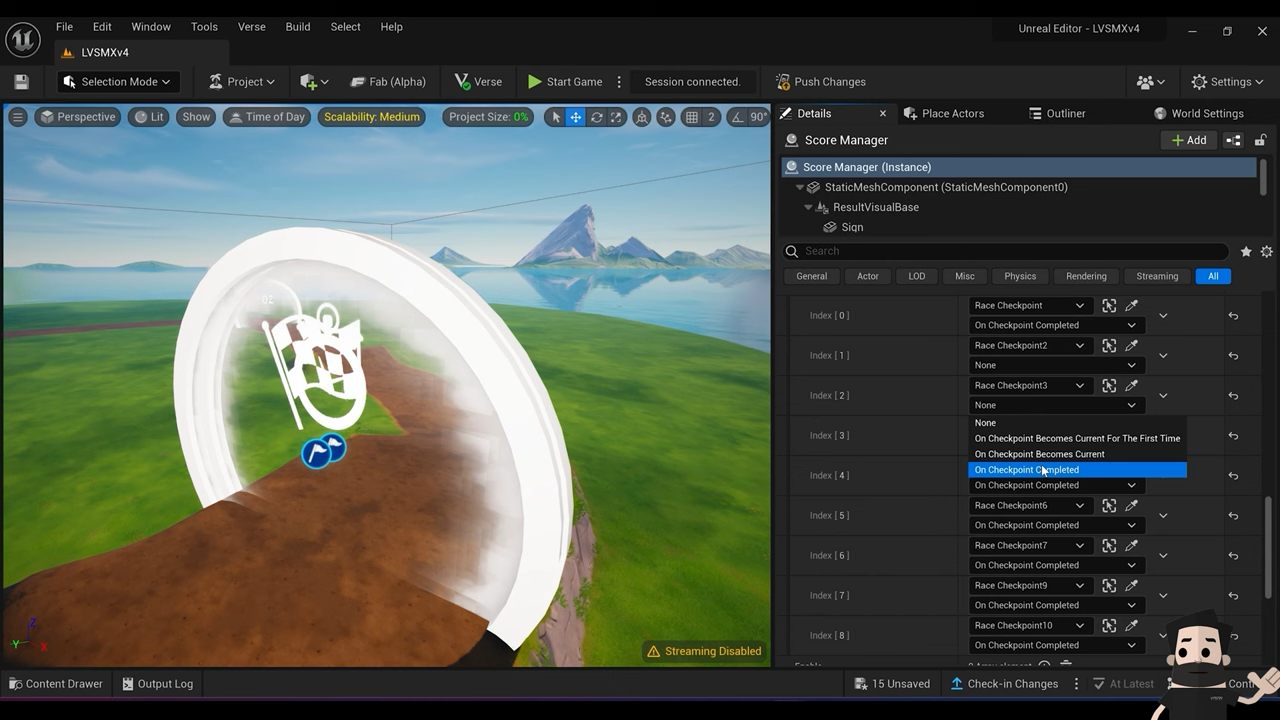 File Edit Window Tools Verse Build Select Help
Unreal Editor - LVSMXv4
LVSMXv4
Selection Mode Project Fab (Alpha) Verse Start Game Session connected. Push Changes Settings
Perspective Lit Show Time of Day Scalability: Medium Project Size: 0% 2 90°
Details Place Actors Outliner World Settings
Score Manager Add
Score Manager (Instance)
StaticMeshComponent (StaticMeshComponent0)
ResultVisualBase
Sign
Search
General Actor LOD Misc Physics Rendering Streaming All
Index [ 0 ] Race Checkpoint
On Checkpoint Completed
Index [ 1 ] Race Checkpoint2
None
Index [ 2 ] Race Checkpoint3
None
None
Index [ 3 ] On Checkpoint Becomes Current For The First Time
On Checkpoint Becomes Current
On Checkpoint Completed
Index [ 4 ] On Checkpoint Completed
Index [ 5 ] Race Checkpoint6
On Checkpoint Completed
Index [ 6 ] Race Checkpoint7
On Checkpoint Completed
Index [ 7 ] Race Checkpoint9
On Checkpoint Completed
Index [ 8 ] Race Checkpoint10
On Checkpoint Completed
Z
Y
X
Streaming Disabled
Content Drawer Output Log 15 Unsaved Check-in Changes At Latest